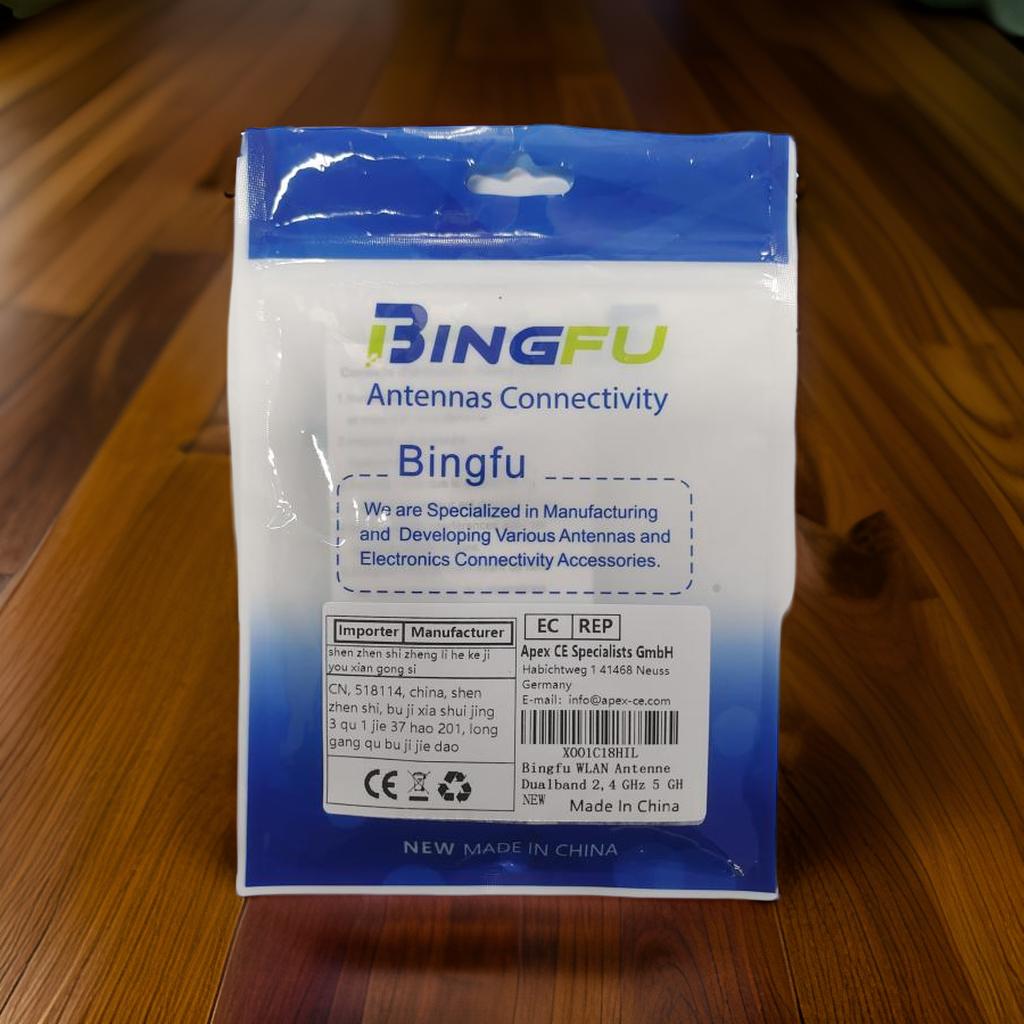 BINGFU
Antennas Connectivity
Bingfu
We are Specialized in Manufacturing
and Developing Various Antennas and
Electronics Connectivity Accessories.
Importer Manufacturer
shen zhen shi zheng li he ke ji
you xian gong si
CN, 518114, china, shen
zhen shi, bu ji xia shui jing
3 qu 1 jie 37 hao 201, long
gang qu bu ji jie dao
CE
EC REP
Apex CE Specialists GmbH
Habichtweg 1 41468 Neuss
Germany
E-mail: info@apex-ce.com
X001C18HIL
Bingfu WLAN Antenne
Dualband 2,4 GHz 5 GH
NEW
Made In China
NEW MADE IN CHINA